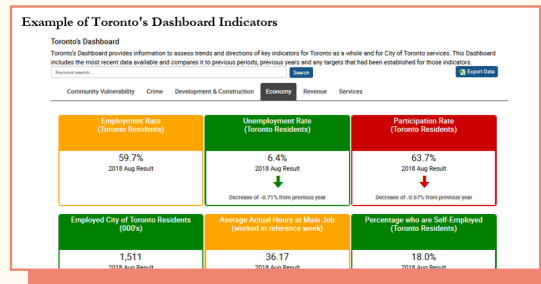 Example of Toronto's Dashboard Indicators
Toronto's Dashboard
Toronto's Dashboard provides information to assess trends and directions of key indicators for Toronto as a whole and for City of Toronto services. This Dashboard
includes the most recent data available and compares it to previous periods, previous years and any targets that had been established for those indicators.
Keyword search...
Search
Export Data
Community Vulnerability Crime Development & Construction Economy Revenue Services
Employment Rate
(Toronto Residents)
59.7%
2018 Aug Result
Unemployment Rate
(Toronto Residents)
6.4%
2018 Aug Result
Decrease of -0.71% from previous year
Participation Rate
(Toronto Residents)
63.7%
2018 Aug Result
Decrease of -0.67% from previous year
Employed City of Toronto Residents
(000's)
1,511
2018 Aug Result
Average Actual Hours at Main Job
(worked in reference week)
36.17
2018 Aug Result
Percentage who are Self-Employed
(Toronto Residents)
18.0%
2018 Aug Result